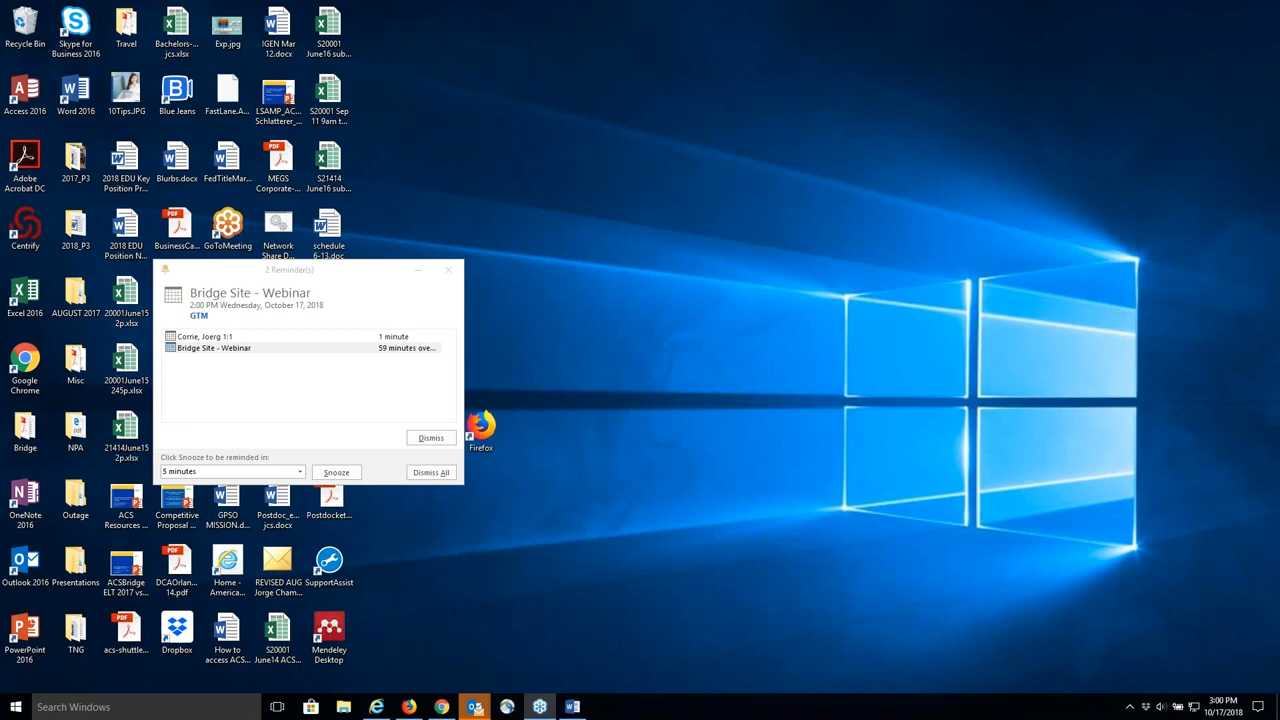 Recycle Bin
Skype for
Business 2016
Travel
Bachelors-...
jcs.xlsx
Exp.jpg
IGEN Mar
12.docx
S20001
June16 sub...
Access 2016
Word 2016
10Tips.JPG
Blue Jeans
FastLane.A...
LSAMP_AC...
Schlatterer_...
S20001 Sep
11 9am t...
Adobe
Acrobat DC
2017_P3
2018 EDU Key
Position Pr...
Blurbs.docx
FedTitleMar...
MEGS
Corporate-...
S21414
June16 sub...
Centrify
2018_P3
2018 EDU
Position N...
BusinessCa...
GoToMeeting
Network
Share D...
schedule
6-13.doc
2 Reminder(s)
Bridge Site - Webinar
2:00 PM Wednesday, October 17, 2018
GTM
Corrie, Joerg 1:1
1 minute
Bridge Site - Webinar
59 minutes ove...
Dismiss
Click Snooze to be reminded in:
5 minutes
Snooze
Dismiss All
Excel 2016
AUGUST 2017
20001June15
2p.xlsx
Google
Chrome
Misc
20001June15
245p.xlsx
Bridge
NPA
21414June15
2p.xlsx
Firefox
OneNote
2016
Outage
ACS
Resources ...
Competitive
Proposal ...
GPSO
MISSION.d...
Postdoc_e...
jcs.docx
Postdocket...
Outlook 2016
Presentations
ACSBridge
ELT 2017 vs...
DCAOrlan...
14.pdf
Home -
America...
REVISED AUG
Jorge Cham...
SupportAssist
PowerPoint
2016
TNG
acs-shuttle...
Dropbox
How to
access ACS...
S20001
June14 ACS...
Mendeley
Desktop
Search Windows
3:00 PM
10/17/2018